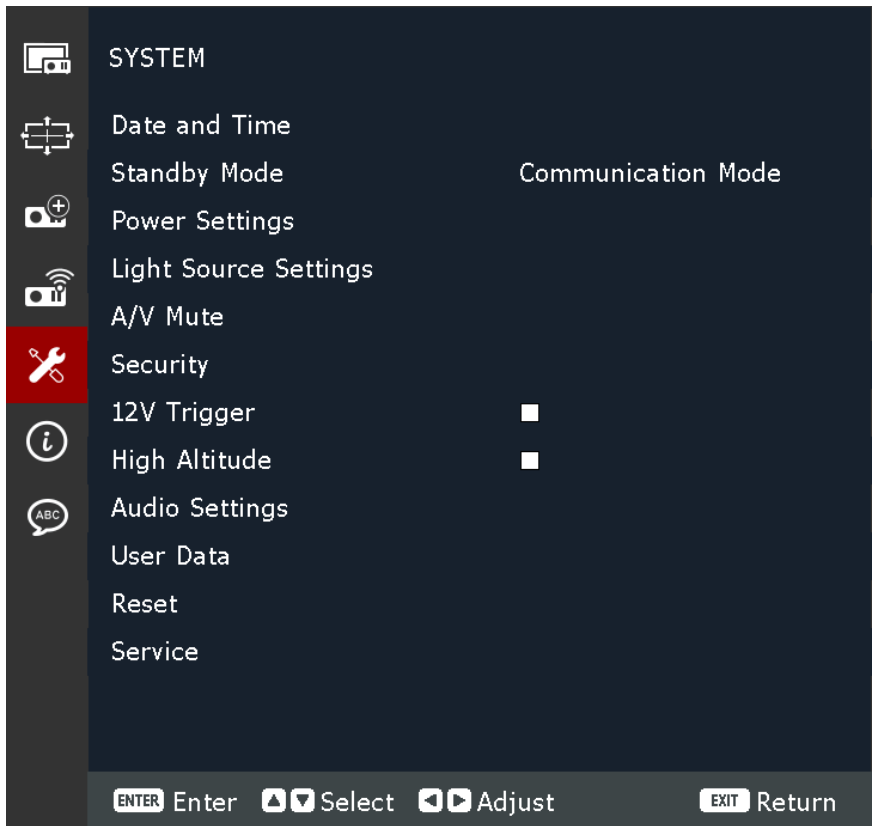 SYSTEM
Date and Time
Standby Mode Communication Mode
Power Settings
Light Source Settings
A/V Mute
Security
12V Trigger
High Altitude
i
Audio Settings
ABC
User Data
Reset
Service
ENTER Enter Select Adjust EXIT Return